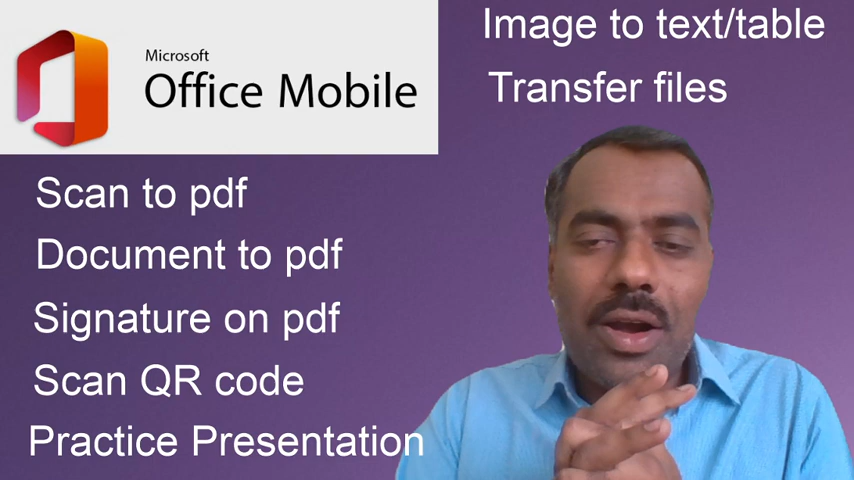 Microsoft
Office Mobile
Image to text/table
Transfer files
Scan to pdf
Document to pdf
Signature on pdf
Scan QR code
Practice Presentation